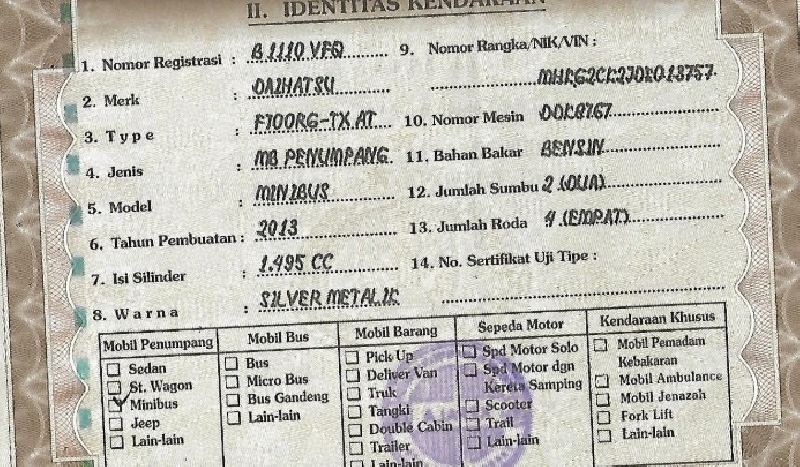 II. IDENTITAS KENDARAAN
1. Nomor Registrasi : B 1110 VFQ
2. Merk : DAIHATSU
3. Type : F700RG-TX AT
4. Jenis : MB PENUMPANG
5. Model : MINIBUS
6. Tahun Pembuatan : 2013
7. Isi Silinder : 1.495 CC
8. Warna : SILVER METALIC
9. Nomor Rangka/NIK/VIN :
10. Nomor Mesin
11. Bahan Bakar BENSIN
12. Jumlah Sumbu 2 (DUA)
13. Jumlah Roda 4 (EMPAT)
14. No. Sertifikat Uji Tipe :
Mobil Penumpang
Sedan
St. Wagon
Minibus
Jeep
Lain-lain
Mobil Bus
Bus
Micro Bus
Bus Gandeng
Lain-lain
Mobil Barang
Pick Up
Deliver Van
Truk
Tangki
Double Cabin
Trailer
Lain-lain
Sepeda Motor
Spd Motor Solo
Spd Motor dgn
Kereta Samping
Scooter
Trail
Lain-lain
Kendaraan Khusus
Mobil Pemadam
Kebakaran
Mobil Ambulance
Mobil Jenazah
Fork Lift
Lain-lain